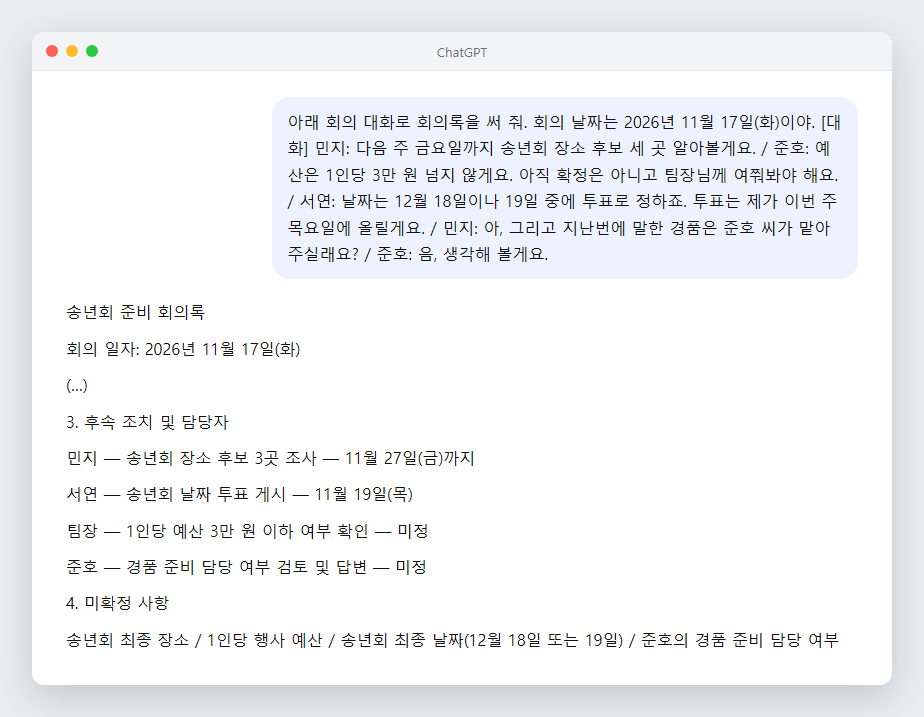 ChatGPT
아래 회의 대화로 회의록을 써 줘. 회의 날짜는 2026년 11월 17일(화)이야. [대
화] 민지: 다음 주 금요일까지 송년회 장소 후보 세 곳 알아볼게요. / 준호: 예
산은 1인당 3만 원 넘지 않게요. 아직 확정은 아니고 팀장님께 여쭤봐야 해요.
/ 서연: 날짜는 12월 18일이나 19일 중에 투표로 정하죠. 투표는 제가 이번 주
목요일에 올릴게요. / 민지: 아, 그리고 지난번에 말한 경품은 준호 씨가 맡아
주실래요? / 준호: 음, 생각해 볼게요.
송년회 준비 회의록
회의 일자: 2026년 11월 17일(화)
(...)
3. 후속 조치 및 담당자
민지 — 송년회 장소 후보 3곳 조사 — 11월 27일(금)까지
서연 — 송년회 날짜 투표 게시 — 11월 19일(목)
팀장 — 1인당 예산 3만 원 이하 여부 확인 — 미정
준호 — 경품 준비 담당 여부 검토 및 답변 — 미정
4. 미확정 사항
송년회 최종 장소 / 1인당 행사 예산 / 송년회 최종 날짜(12월 18일 또는 19일) / 준호의 경품 준비 담당 여부